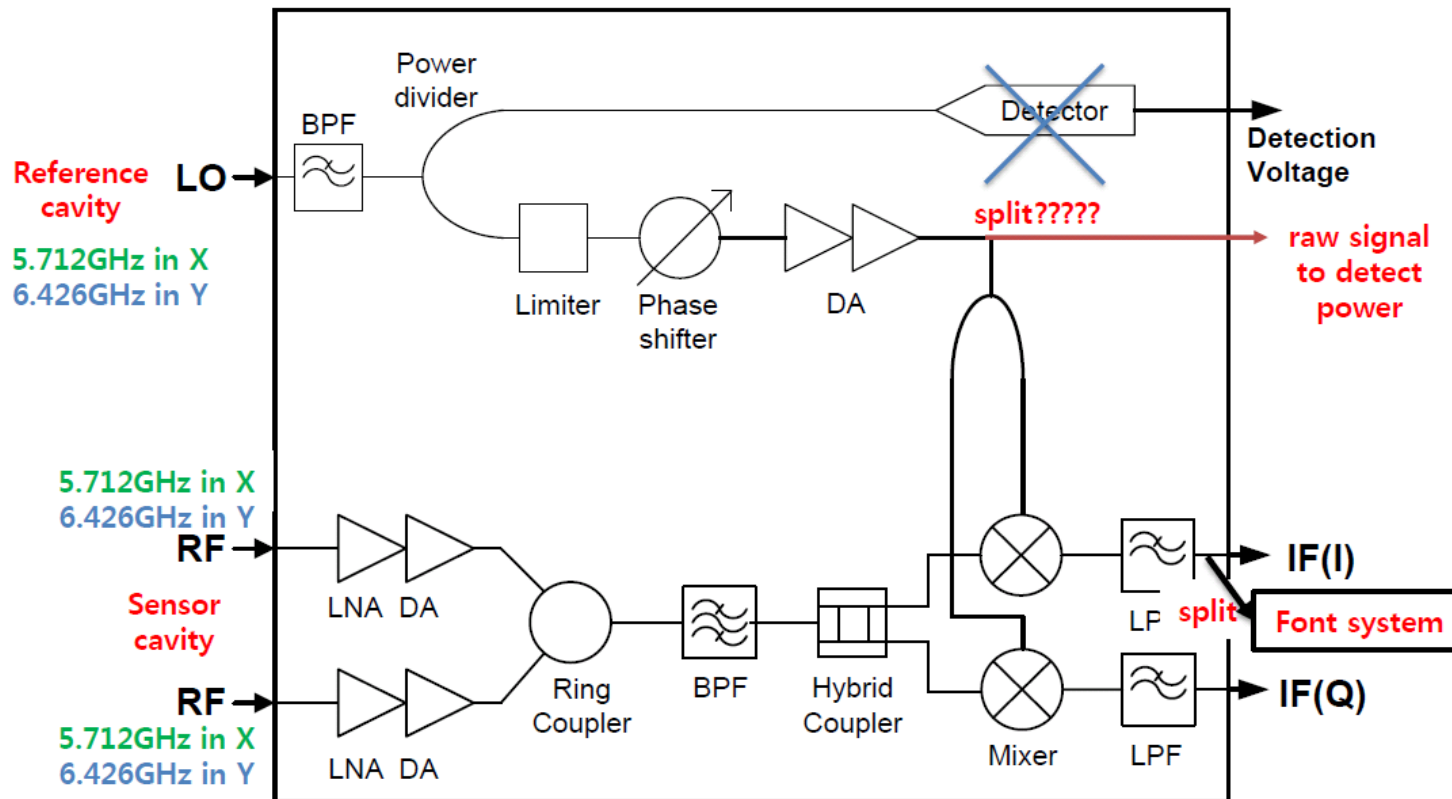 Power
divider
BPF
Detector
Detection
Voltage
Reference
cavity
LO
5.712GHz in X
6.426GHz in Y
split?????
raw signal
to detect
power
Limiter
Phase
shifter
DA
5.712GHz in X
6.426GHz in Y
RF
LNA DA
Sensor
cavity
Ring
Coupler
BPF
Hybrid
Coupler
Mixer
LP
split
IF(I)
Font system
RF
5.712GHz in X
6.426GHz in Y
LNA DA
LPF
IF(Q)